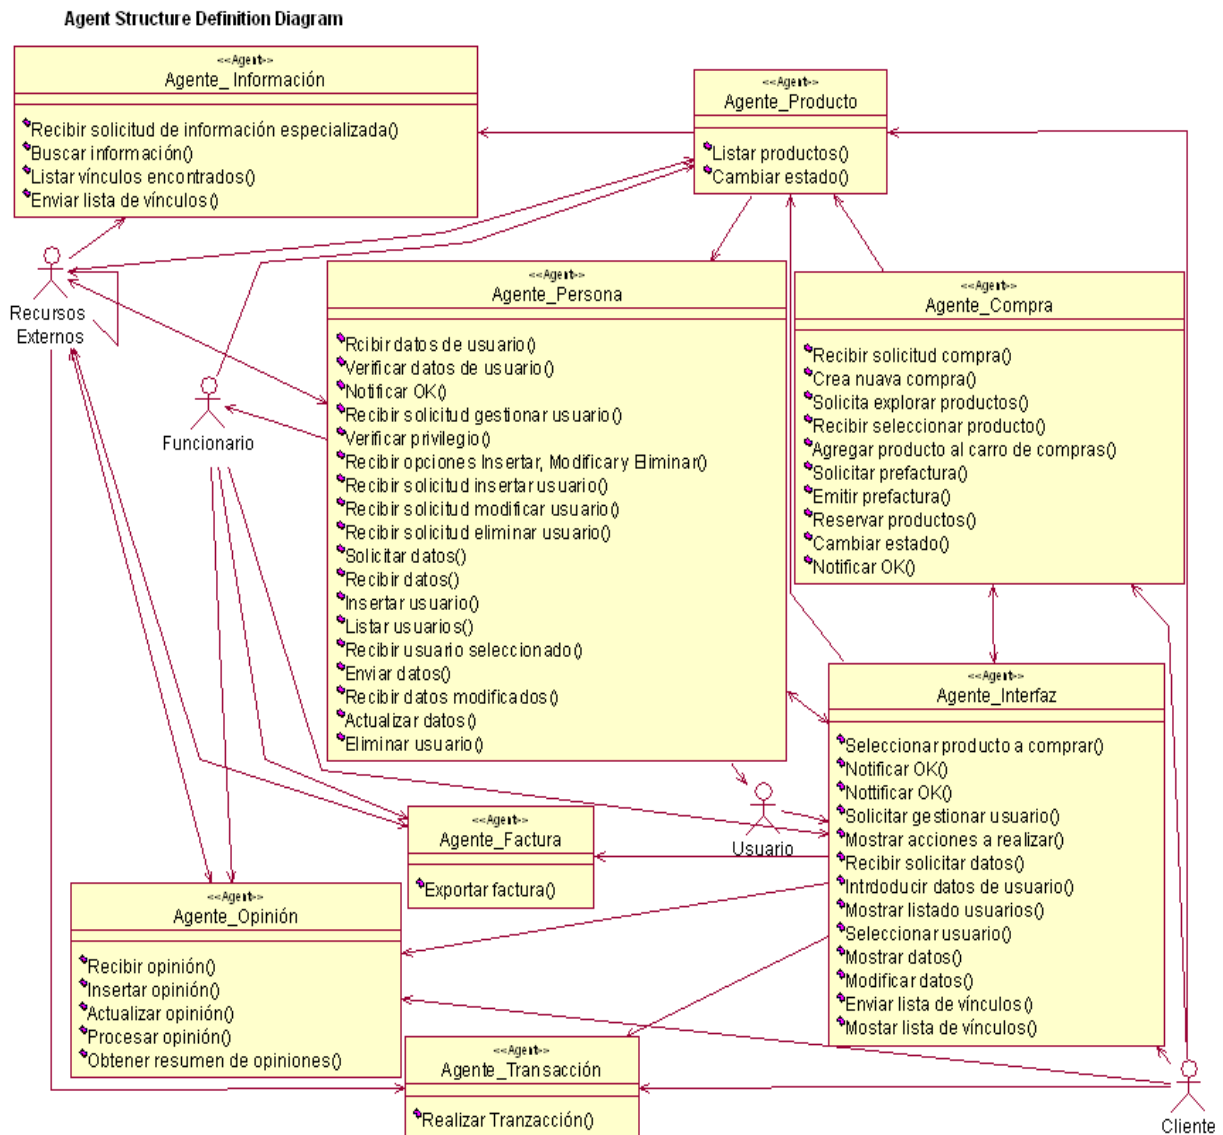 Agent Structure Definition Diagram
<<Agent>>
Agente_ Información
Recibir solicitud de información especializada()
Buscar información()
Listar vínculos encontrados()
Enviar lista de vínculos()
<<Agent>>
Agente_Producto
Listar productos()
Cambiar estado()
Recursos
Externos
Funcionario
<<Agent>>
Agente_Persona
Rcibir datos de usuario()
Verificar datos de usuario()
Notificar OK()
Recibir solicitud gestionar usuario()
Verificar privilegio()
Recibir opciones Insertar, Modificar y Eliminar()
Recibir solicitud insertar usuario()
Recibir solicitud modificar usuario()
Recibir solicitud eliminar usuario()
Solicitar datos()
Recibir datos()
Insertar usuario()
Listar usuarios()
Recibir usuario seleccionado()
Enviar datos()
Recibir datos modificados()
Actualizar datos()
Eliminar usuario()
<<Agent>>
Agente_Compra
Recibir solicitud compra()
Crea nuava compra()
Solicita explorar productos()
Recibir seleccionar producto()
Agregar producto al carro de compras()
Solicitar prefactura()
Emitir prefactura()
Reservar productos()
Cambiar estado()
Notificar OK()
<<Agent>>
Agente_Interfaz
Seleccionar producto a comprar()
Notificar OK()
Nottificar OK()
Solicitar gestionar usuario()
Mostrar acciones a realizar()
Recibir solicitar datos()
Intrdoducir datos de usuario()
Mostrar listado usuarios()
Seleccionar usuario()
Mostrar datos()
Modificar datos()
Enviar lista de vínculos()
Mostar lista de vínculos()
Usuario
<<Agent>>
Agente_Factura
Exportar factura()
<<Agent>>
Agente_Opinión
Recibir opinión()
Insertar opinión()
Actualizar opinión()
Procesar opinión()
Obtener resumen de opiniones()
<<Agent>>
Agente_Transacción
Realizar Tranzacción()
Cliente